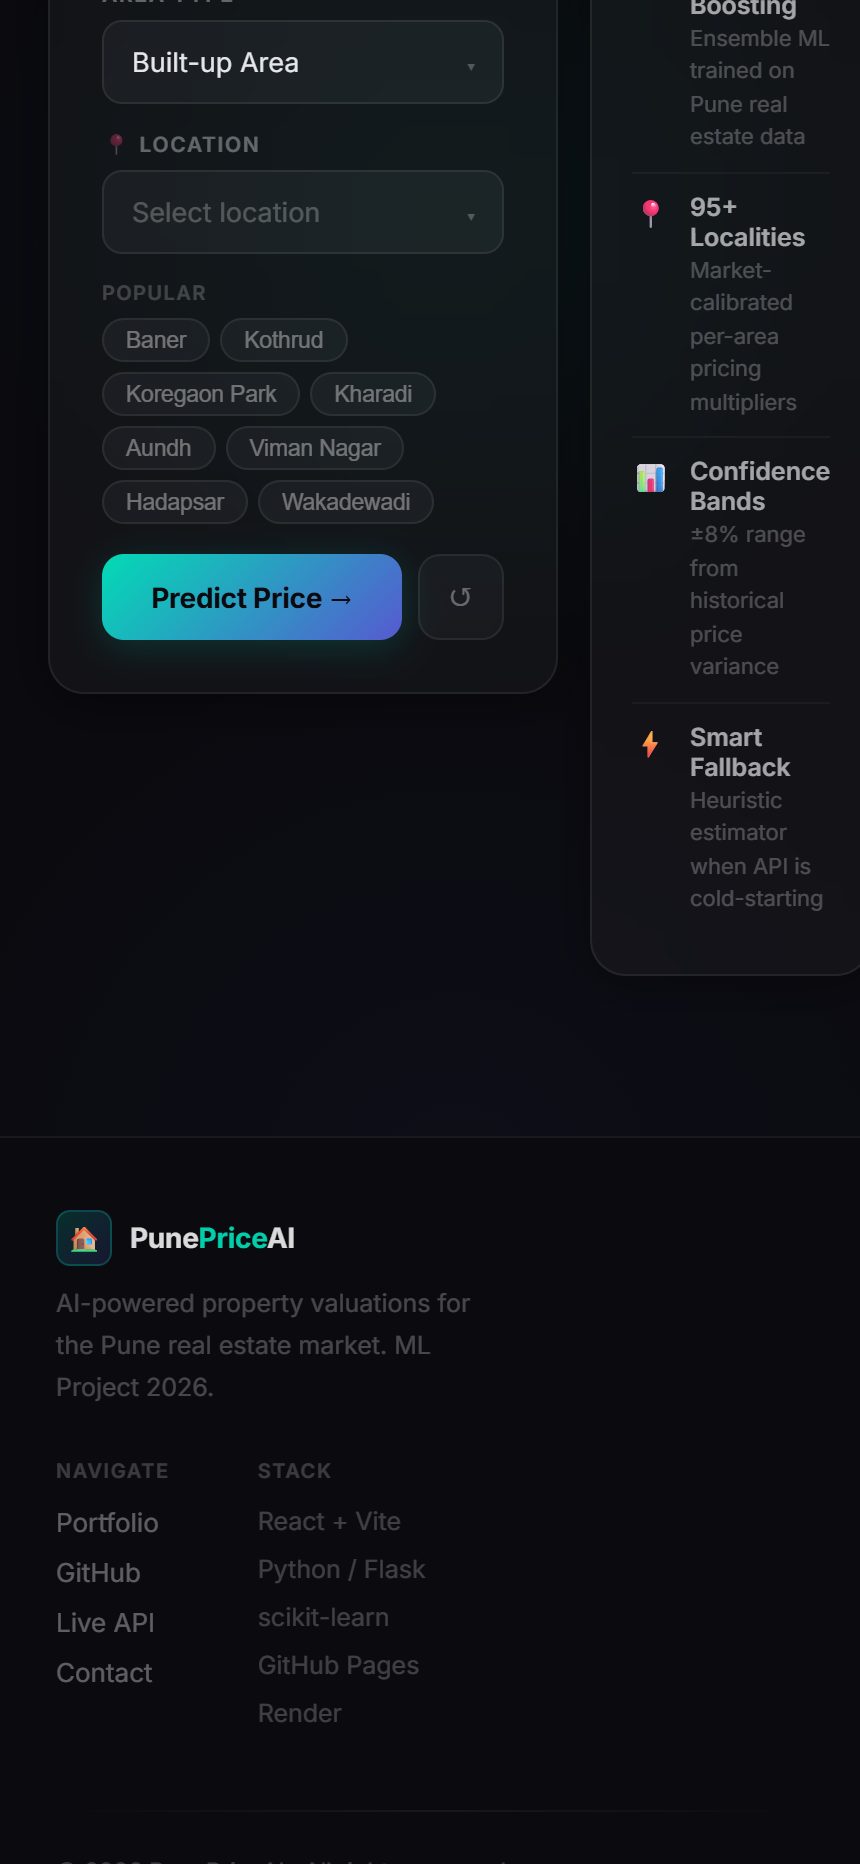 AREA TYPE
Built-up Area
LOCATION
Select location
POPULAR
Baner
Kothrud
Koregaon Park
Kharadi
Aundh
Viman Nagar
Hadapsar
Wakadewadi
Predict Price →
↺
Boosting
Ensemble ML
trained on
Pune real
estate data
95+
Localities
Market-
calibrated
per-area
pricing
multipliers
Confidence
Bands
±8% range
from
historical
price
variance
Smart
Fallback
Heuristic
estimator
when API is
cold-starting
PunePriceAI
AI-powered property valuations for
the Pune real estate market. ML
Project 2026.
NAVIGATE
Portfolio
GitHub
Live API
Contact
STACK
React + Vite
Python / Flask
scikit-learn
GitHub Pages
Render